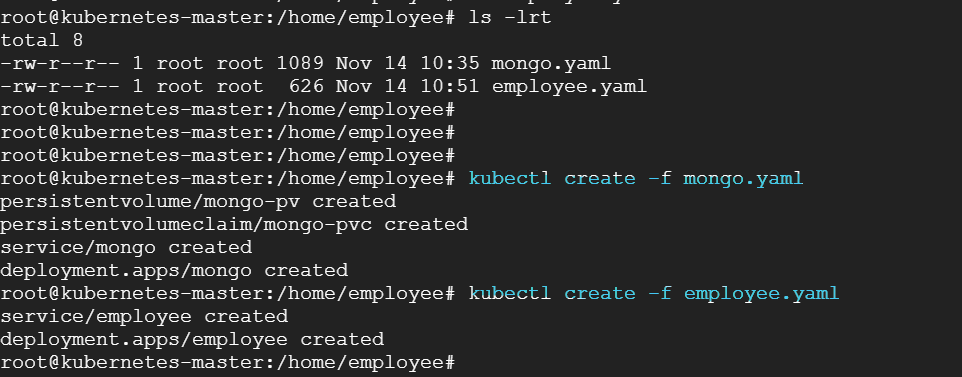 root@kubernetes-master:/home/employee# ls -lrt
total 8
-rw-r--r-- 1 root root 1089 Nov 14 10:35 mongo.yaml
-rw-r--r-- 1 root root  626 Nov 14 10:51 employee.yaml
root@kubernetes-master:/home/employee#
root@kubernetes-master:/home/employee#
root@kubernetes-master:/home/employee#
root@kubernetes-master:/home/employee# kubectl create -f mongo.yaml
persistentvolume/mongo-pv created
persistentvolumeclaim/mongo-pvc created
service/mongo created
deployment.apps/mongo created
root@kubernetes-master:/home/employee# kubectl create -f employee.yaml
service/employee created
deployment.apps/employee created
root@kubernetes-master:/home/employee#